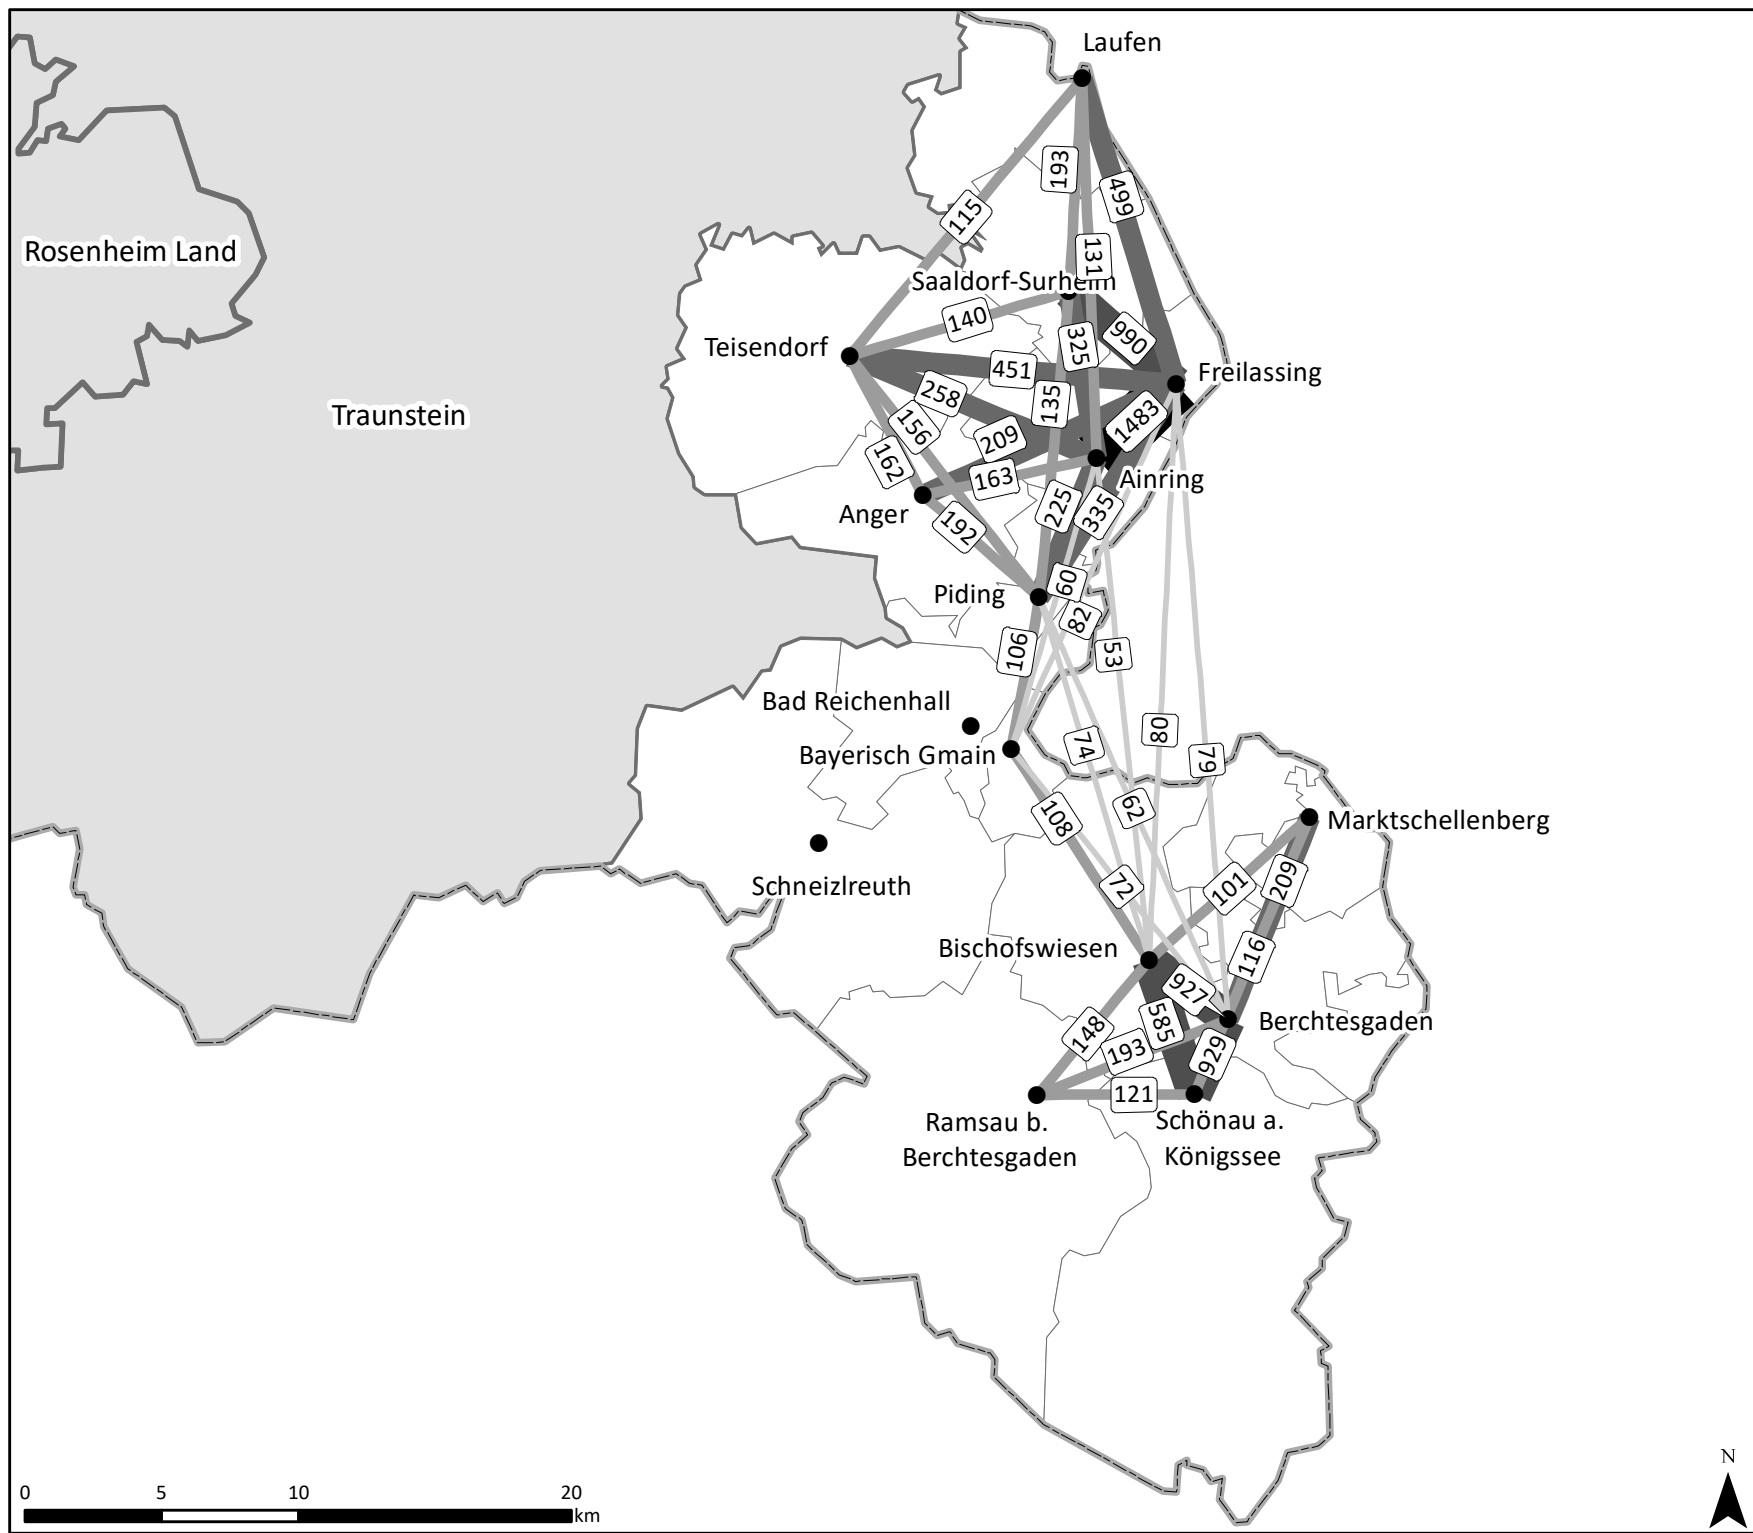 Laufen
193
499
115
Rosenheim Land
131
Saaldorf-Surheim
140
990
325
Teisendorf
451
Freilassing
258
135
Traunstein
156
1483
209
162
163
Ainring
225
335
Anger
192
60
Piding
82
106
53
Bad Reichenhall
80
74
Bayerisch Gmain
79
62
108
Marktschellenberg
209
72
101
Schneizlreuth
Bischofswiesen
116
927
585
Berchtesgaden
148
193
929
121
Ramsau b.
Berchtesgaden
Schönau a.
Königssee
N
0 5 10 20
km